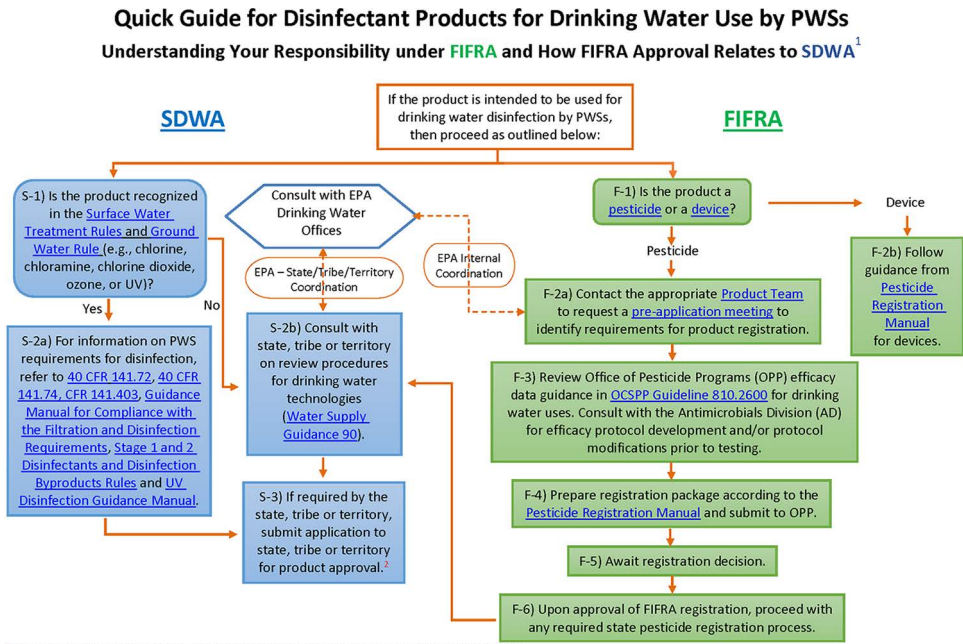 Quick Guide for Disinfectant Products for Drinking Water Use by PWSs
Understanding Your Responsibility under FIFRA and How FIFRA Approval Relates to SDWA1
If the product is intended to be used for
drinking water disinfection by PWSs,
then proceed as outlined below:
SDWA
FIFRA
S-1) Is the product recognized
in the Surface Water
Treatment Rules and Ground
Water Rule (e.g., chlorine,
chloramine, chlorine dioxide,
ozone, or UV)?
Yes
No
S-2a) For information on PWS
requirements for disinfection,
refer to 40 CFR 141.72, 40 CFR
141.74, CFR 141.403, Guidance
Manual for Compliance with
the Filtration and Disinfection
Requirements, Stage 1 and 2
Disinfectants and Disinfection
Byproducts Rules and UV
Disinfection Guidance Manual.
Consult with EPA
Drinking Water
Offices
EPA – State/Tribe/Territory
Coordination
EPA Internal
Coordination
S-2b) Consult with
state, tribe or territory
on review procedures
for drinking water
technologies
(Water Supply
Guidance 90).
S-3) If required by the
state, tribe or territory,
submit application to
state, tribe or territory
for product approval.2
F-1) Is the product a
pesticide or a device?
Device
Pesticide
F-2b) Follow
guidance from
Pesticide
Registration
Manual
for devices.
F-2a) Contact the appropriate Product Team
to request a pre-application meeting to
identify requirements for product registration.
F-3) Review Office of Pesticide Programs (OPP) efficacy
data guidance in OCSPP Guideline 810.2600 for drinking
water uses. Consult with the Antimicrobials Division (AD)
for efficacy protocol development and/or protocol
modifications prior to testing.
F-4) Prepare registration package according to the
Pesticide Registration Manual and submit to OPP.
F-5) Await registration decision.
F-6) Upon approval of FIFRA registration, proceed with
any required state pesticide registration process.